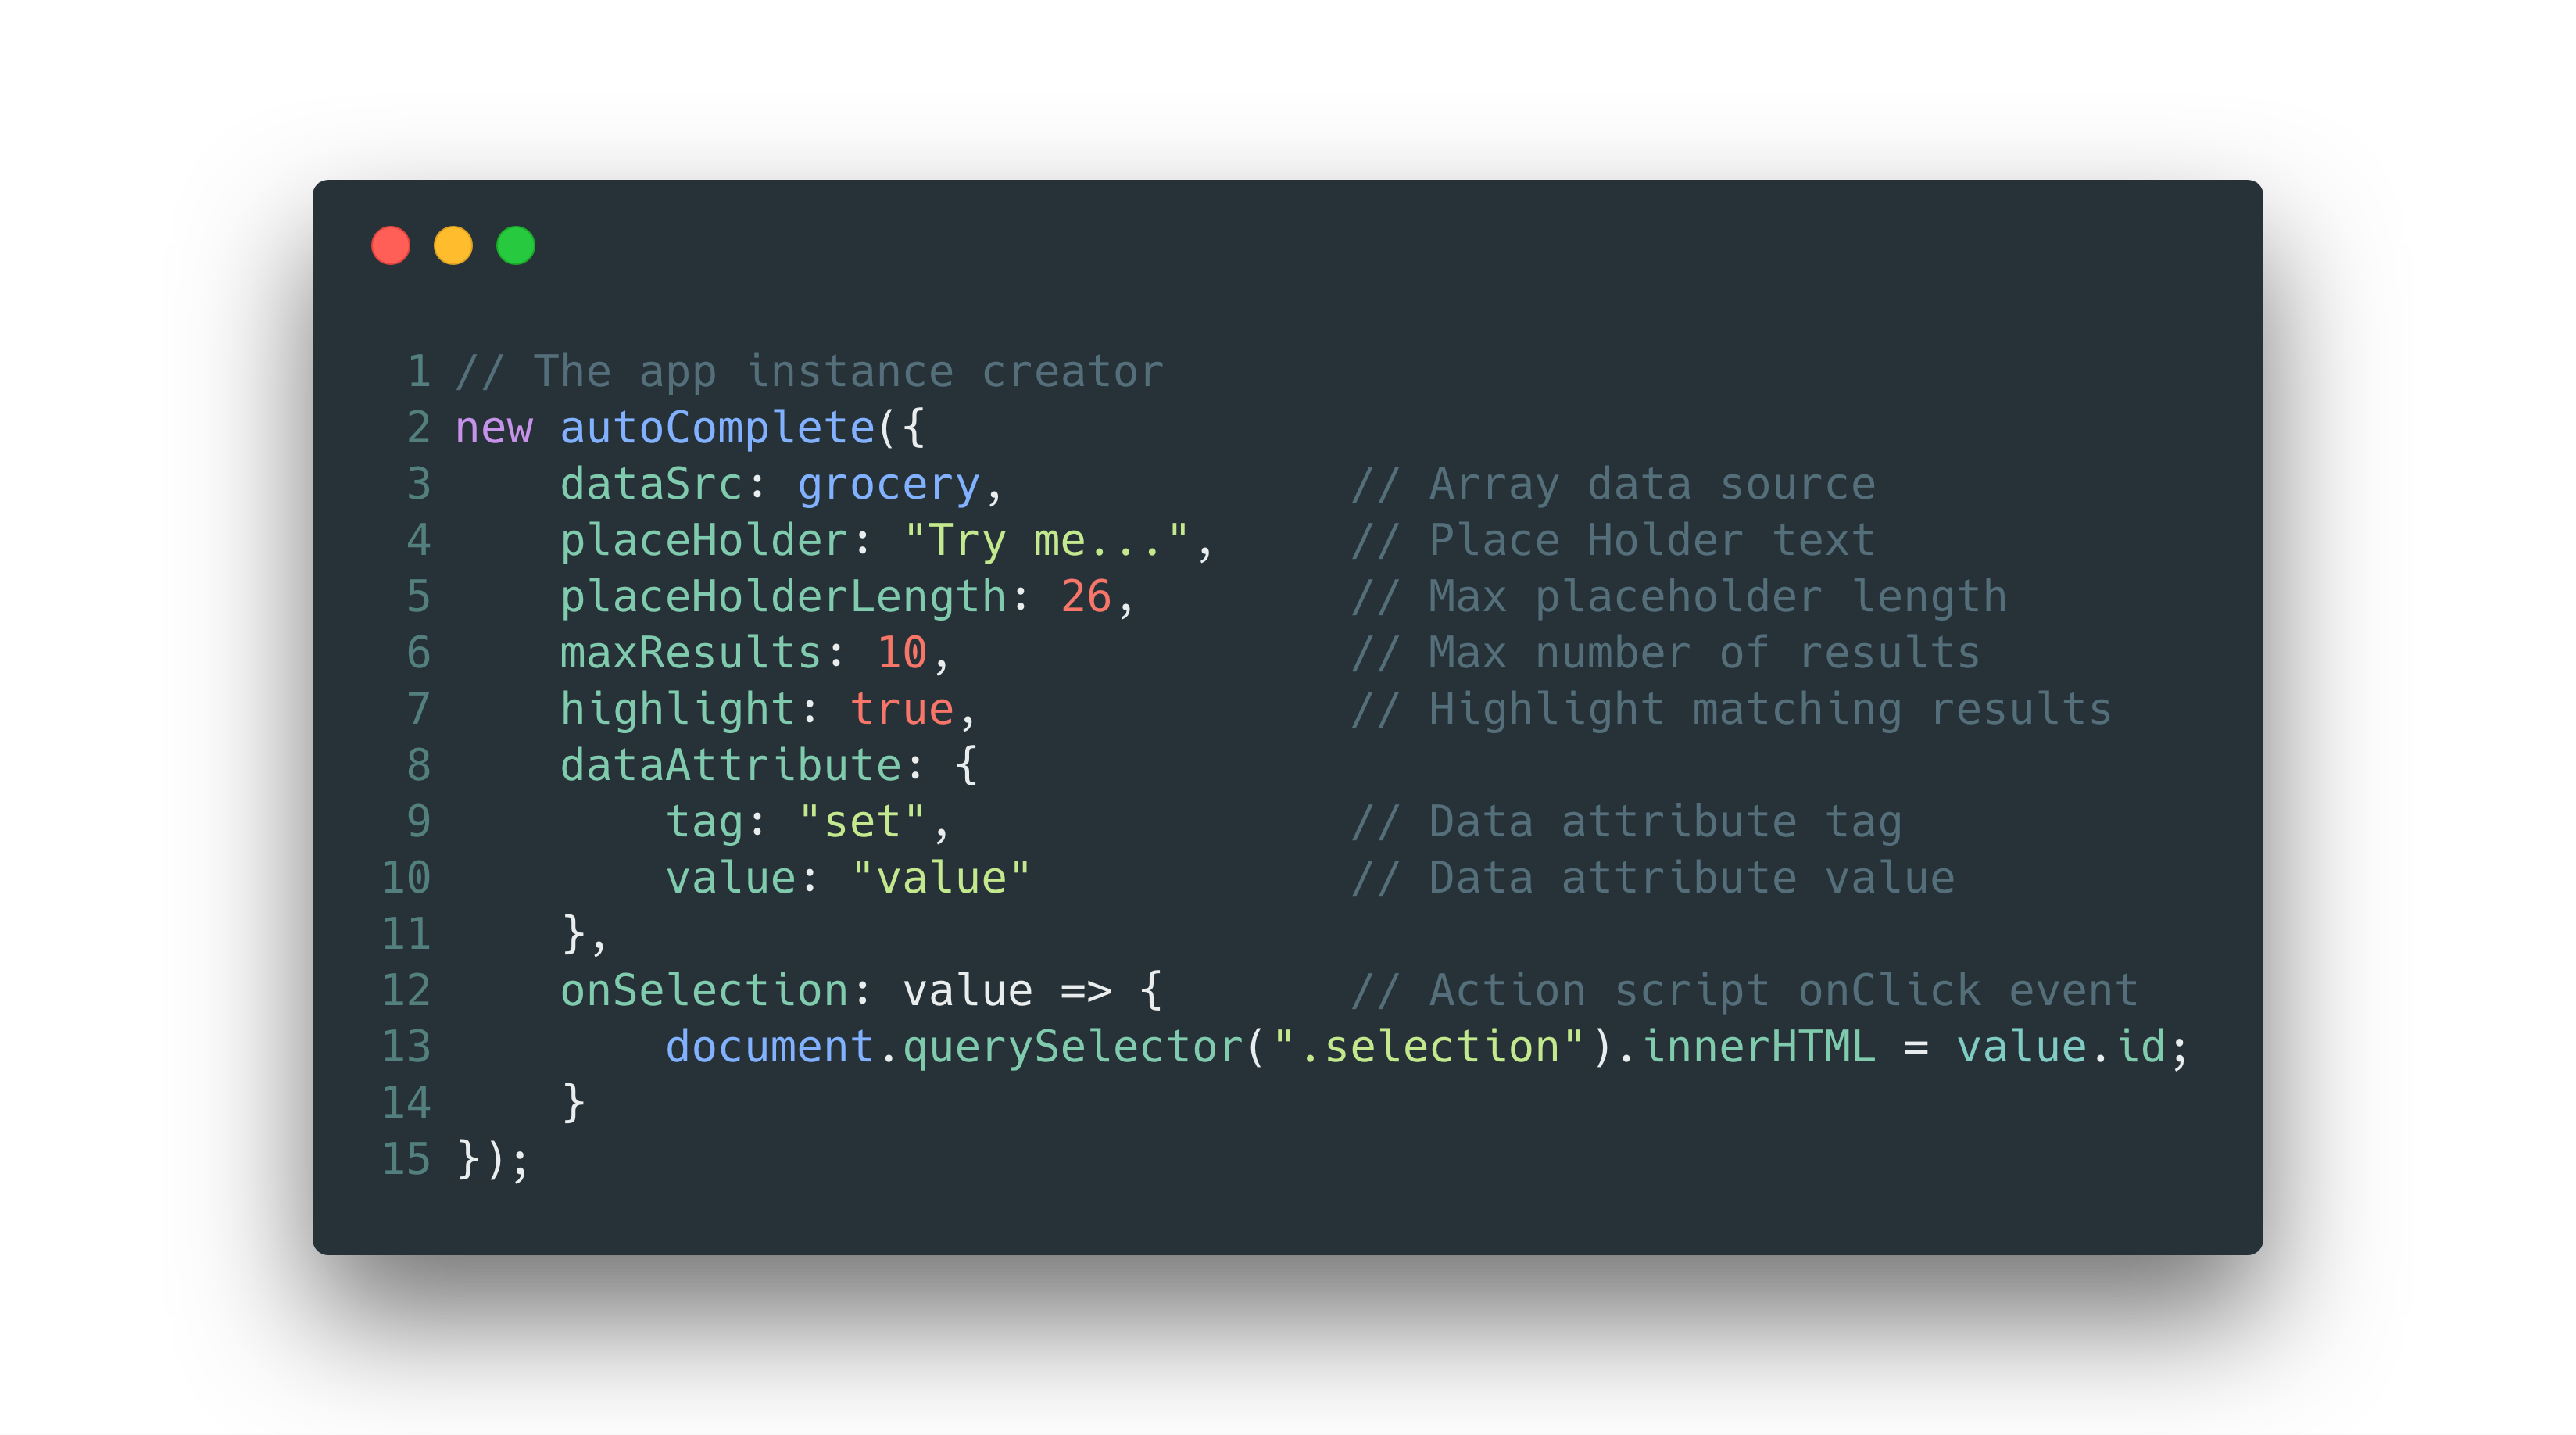 1 // The app instance creator
2 new autoComplete({
3     dataSrc: grocery,             // Array data source
4     placeHolder: "Try me...",     // Place Holder text
5     placeHolderLength: 26,        // Max placeholder length
6     maxResults: 10,               // Max number of results
7     highlight: true,              // Highlight matching results
8     dataAttribute: {
9         tag: "set",               // Data attribute tag
10         value: "value"            // Data attribute value
11     },
12     onSelection: value => {       // Action script onClick event
13         document.querySelector(".selection").innerHTML = value.id;
14     }
15 });